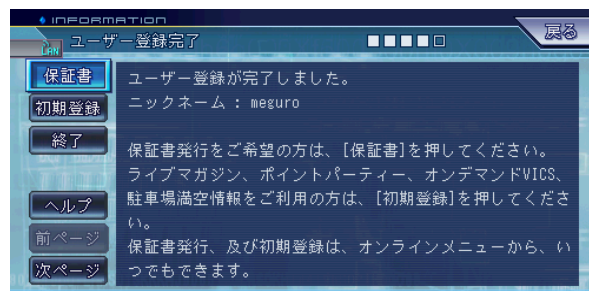 INFORMATION
LAN
ユーザー登録完了
戻る
保証書
初期登録
終了
ヘルプ
前ページ
次ページ
ユーザー登録が完了しました。
ニックネーム : meguro
保証書発行をご希望の方は、[保証書]を押してください。
ライブマガジン、ポイントパーティー、オンデマンドVICS、
駐車場満空情報をご利用の方は、[初期登録]を押してくださ
い。
保証書発行、及び初期登録は、オンラインメニューから、い
つでもできます。